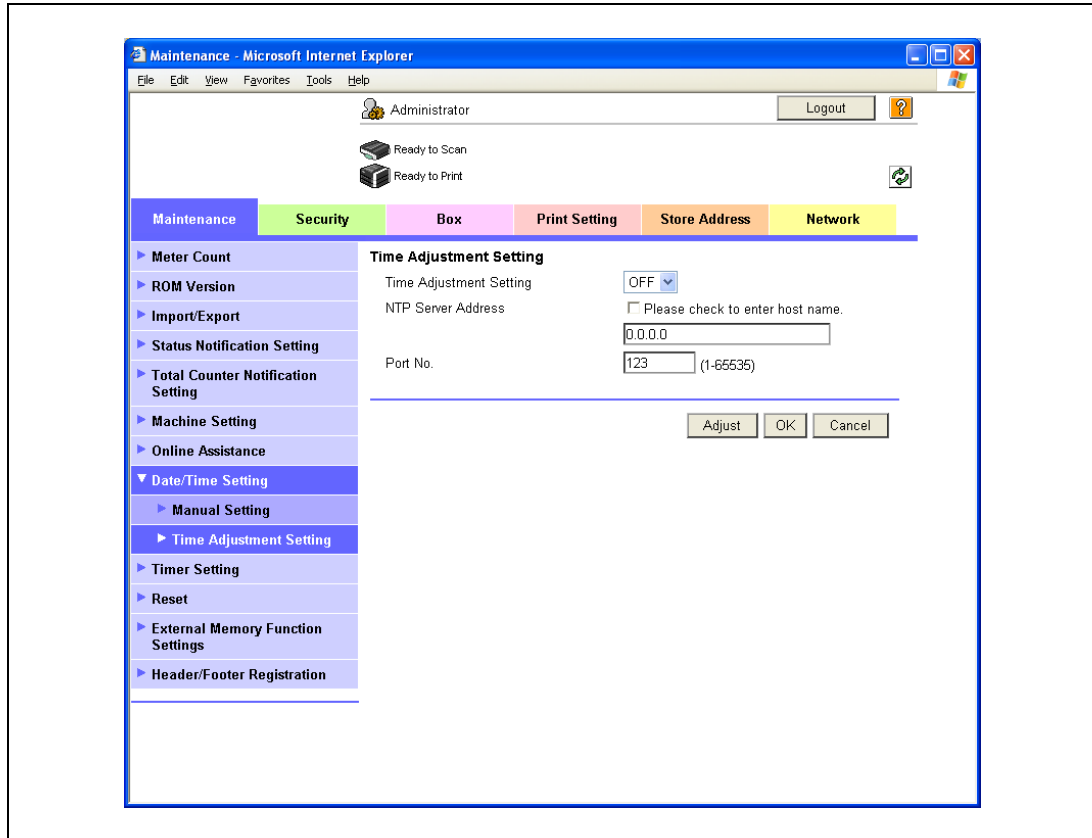 Maintenance - Microsoft Internet Explorer
File Edit View Favorites Tools Help
Administrator
Logout
?
Ready to Scan
Ready to Print
Maintenance Security Box Print Setting Store Address Network
Meter Count
ROM Version
Import/Export
Status Notification Setting
Total Counter Notification
Setting
Machine Setting
Online Assistance
Date/Time Setting
Manual Setting
Time Adjustment Setting
Timer Setting
Reset
External Memory Function
Settings
Header/Footer Registration
Time Adjustment Setting
Time Adjustment Setting OFF
NTP Server Address Please check to enter host name.
0.0.0.0
Port No. 123 (1-65535)
Adjust OK Cancel